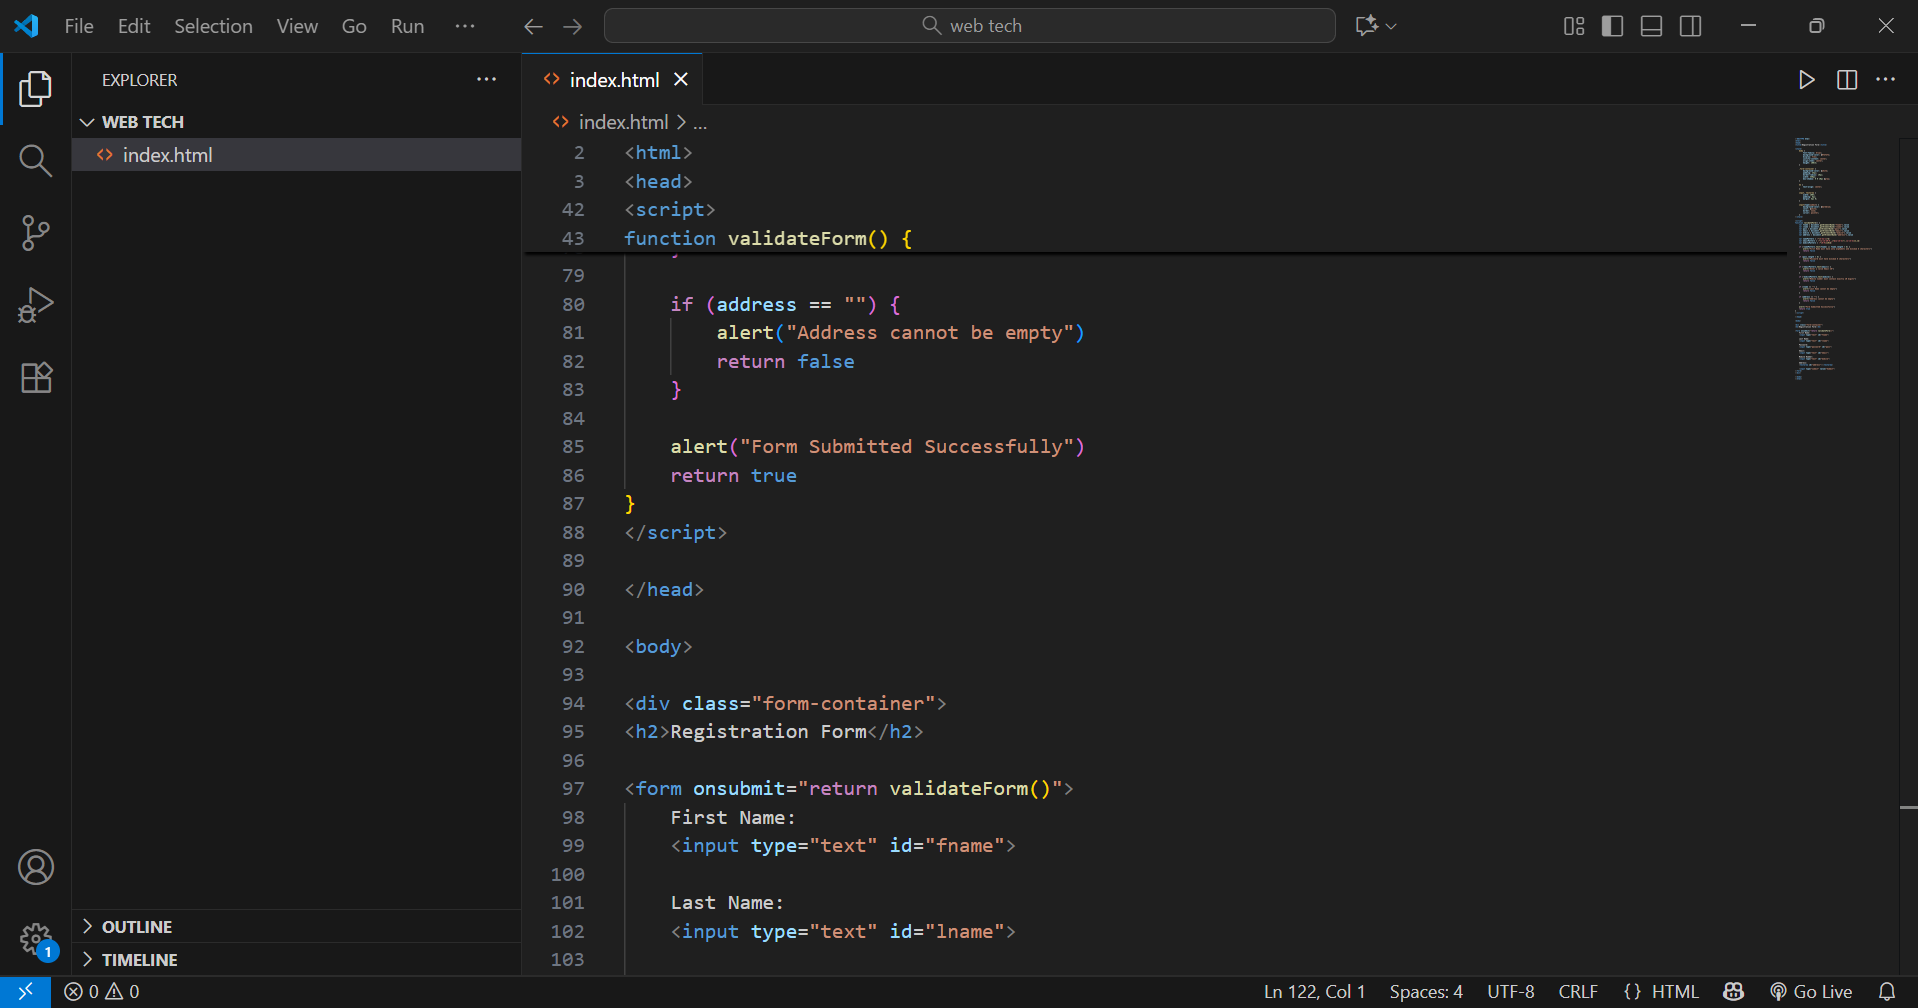 File Edit Selection View Go Run ··· web tech
EXPLORER ···
WEB TECH
index.html
OUTLINE
TIMELINE
index.html
index.html > ...
2 <html>
3 <head>
42 <script>
43 function validateForm() {
79
80 if (address == "") {
81 alert("Address cannot be empty")
82 return false
83 }
84
85 alert("Form Submitted Successfully")
86 return true
87 }
88 </script>
89
90 </head>
91
92 <body>
93
94 <div class="form-container">
95 <h2>Registration Form</h2>
96
97 <form onsubmit="return validateForm()">
98 First Name:
99 <input type="text" id="fname">
100
101 Last Name:
102 <input type="text" id="lname">
103
1
0 0 Ln 122, Col 1 Spaces: 4 UTF-8 CRLF {} HTML Go Live